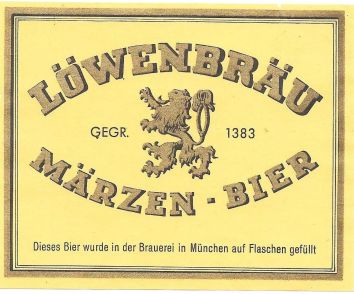 LÖWENBRÄU
GEGR. 1383
MÄRZEN - BIER
Dieses Bier wurde in der Brauerei in München auf Flaschen gefüllt